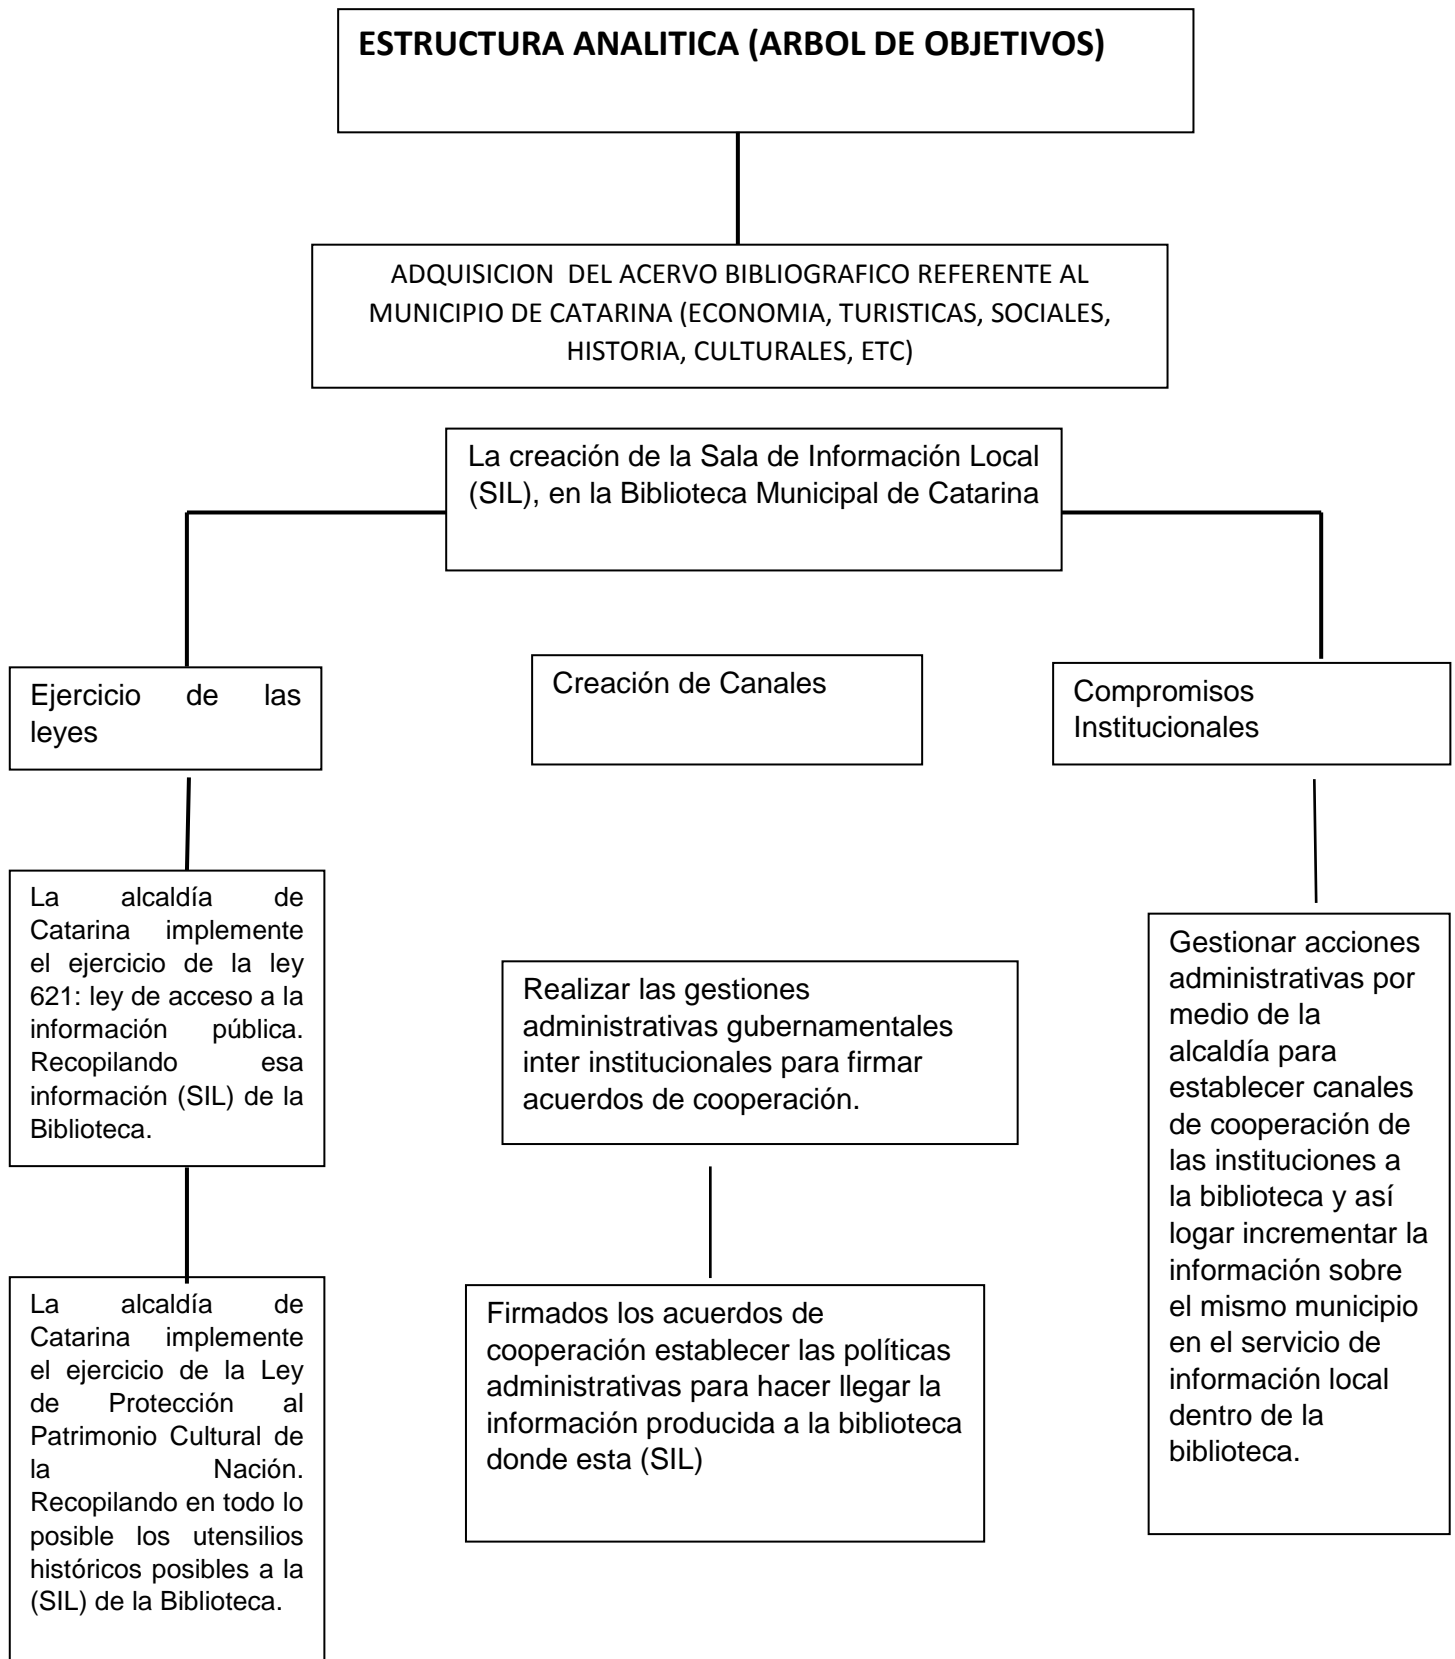 ESTRUCTURA ANALITICA (ARBOL DE OBJETIVOS)
ADQUISICION DEL ACERVO BIBLIOGRAFICO REFERENTE AL
MUNICIPIO DE CATARINA (ECONOMIA, TURISTICAS, SOCIALES,
HISTORIA, CULTURALES, ETC)
La creación de la Sala de Información Local
(SIL), en la Biblioteca Municipal de Catarina
Ejercicio de las
leyes
Creación de Canales
Compromisos
Institucionales
La alcaldía de
Catarina implemente
el ejercicio de la ley
621: ley de acceso a la
información pública.
Recopilando esa
información (SIL) de la
Biblioteca.
Realizar las gestiones
administrativas gubernamentales
inter institucionales para firmar
acuerdos de cooperación.
Gestionar acciones
administrativas por
medio de la
alcaldía para
establecer canales
de cooperación de
las instituciones a
la biblioteca y así
logar incrementar la
información sobre
el mismo municipio
en el servicio de
información local
dentro de la
biblioteca.
La alcaldía de
Catarina implemente
el ejercicio de la Ley
de Protección al
Patrimonio Cultural de
la Nación.
Recopilando en todo lo
posible los utensilios
históricos posibles a la
(SIL) de la Biblioteca.
Firmados los acuerdos de
cooperación establecer las políticas
administrativas para hacer llegar la
información producida a la biblioteca
donde esta (SIL)